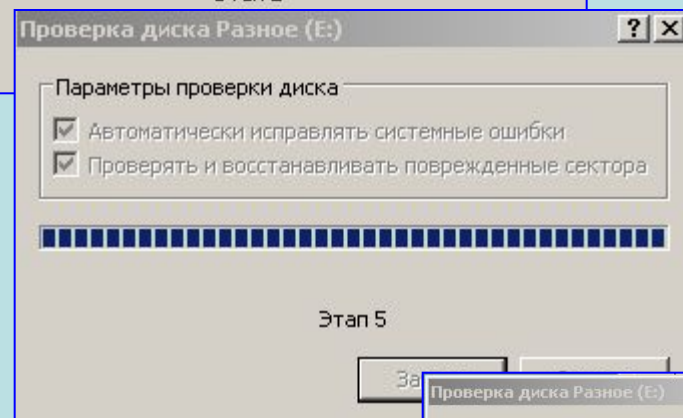 Проверка диска Разное (E:)
Параметры проверки диска
Автоматически исправлять системные ошибки
Проверять и восстанавливать поврежденные сектора
Этап 5
Проверка диска Разное (E:)